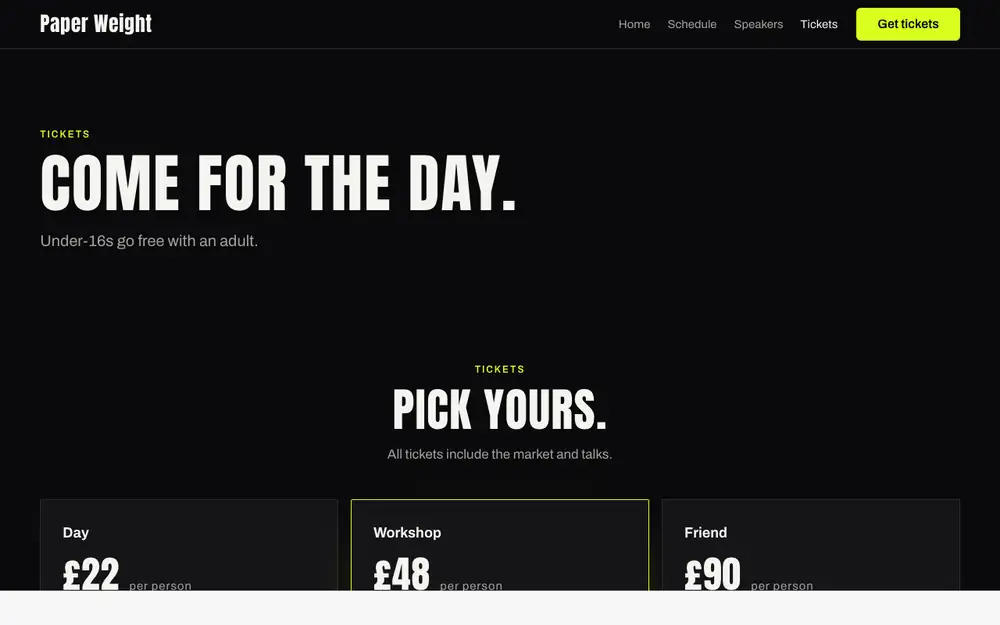 Paper Weight
Home Schedule Speakers Tickets Get tickets
TICKETS
COME FOR THE DAY.
Under-16s go free with an adult.
TICKETS
PICK YOURS.
All tickets include the market and talks.
Day Workshop Friend
£22 per person £48 per person £90 per person